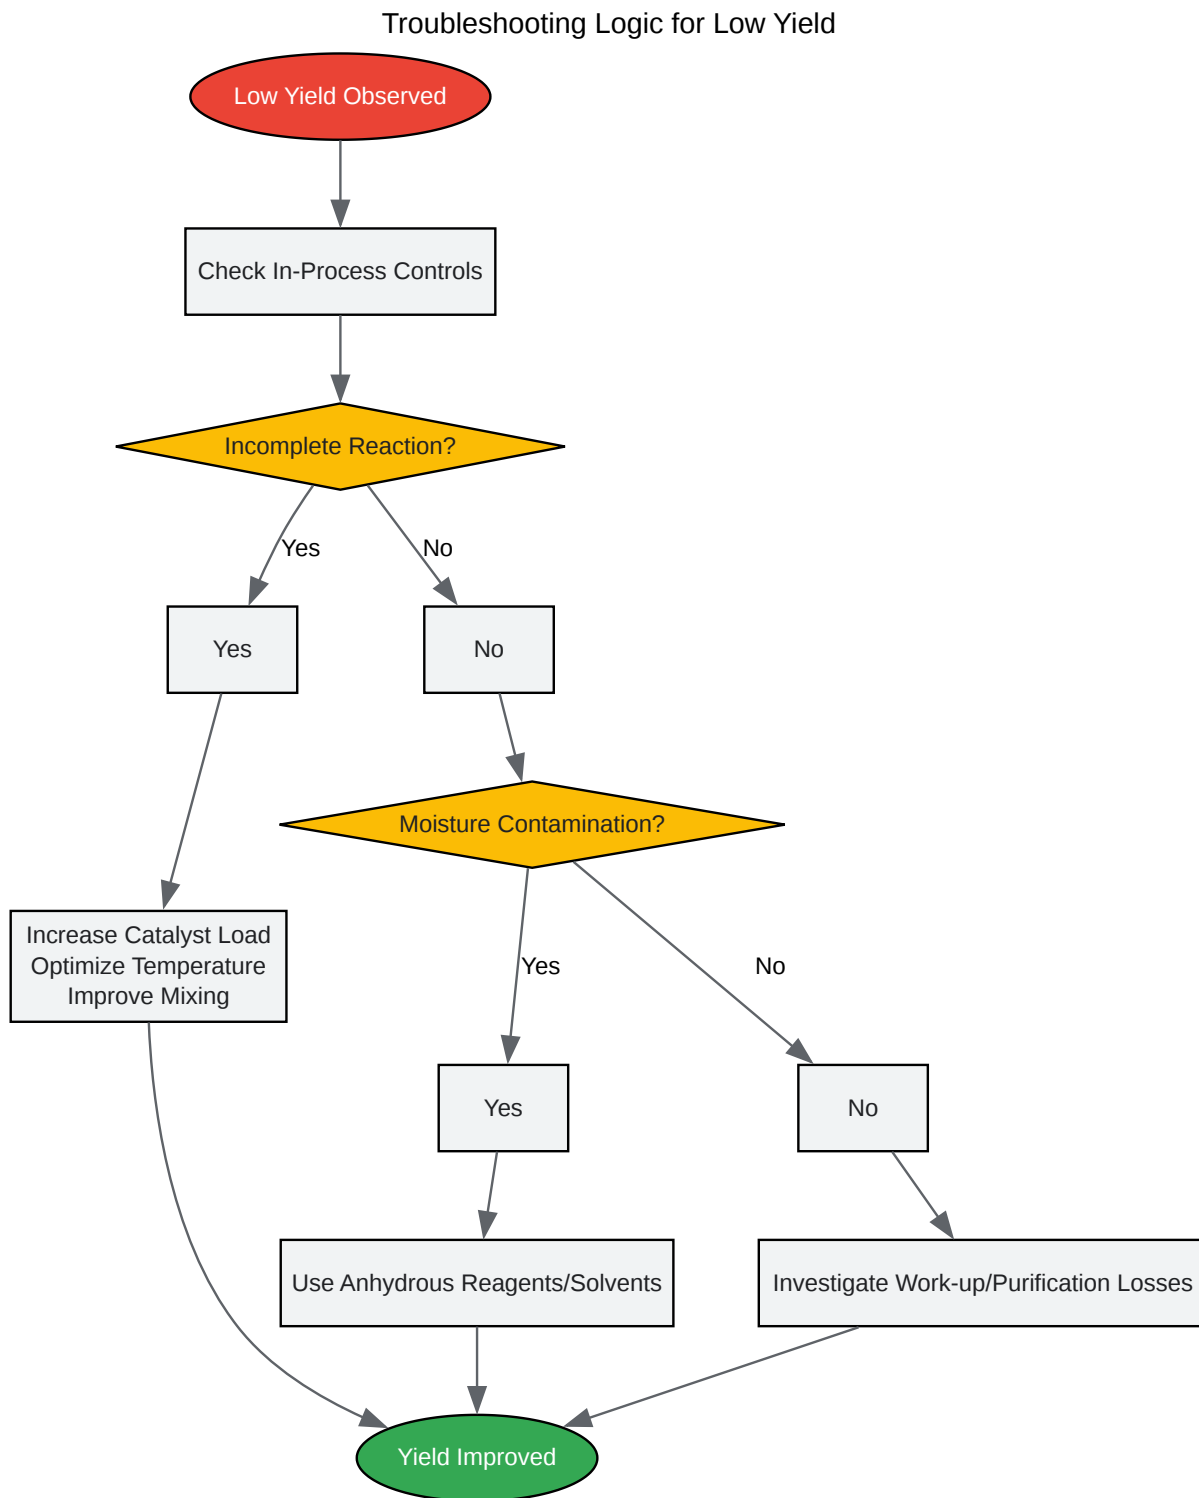 Troubleshooting Logic for Low Yield
Low Yield Observed
Check In-Process Controls
Incomplete Reaction?
Yes
No
Yes
No
Moisture Contamination?
Increase Catalyst Load
Optimize Temperature
Improve Mixing
Yes
No
Yes
No
Use Anhydrous Reagents/Solvents
Investigate Work-up/Purification Losses
Yield Improved